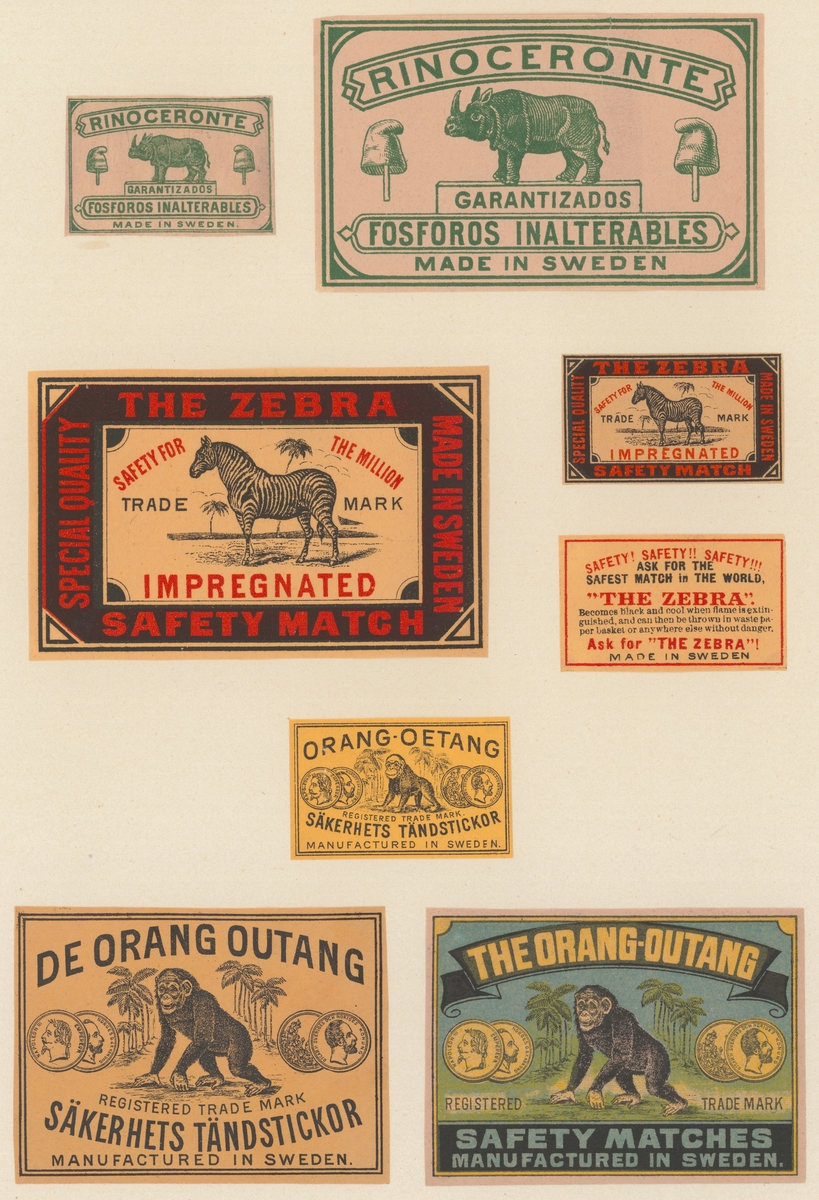 RINOCERONTE
GARANTIZADOS
FOSFOROS INALTERABLES
MADE IN SWEDEN.
RINOCERONTE
GARANTIZADOS
FOSFOROS INALTERABLES
MADE IN SWEDEN
THE ZEBRA
SPECIAL QUALITY
SAFETY FOR THE MILLION
TRADE MARK
MADE IN SWEDEN
IMPREGNATED
SAFETY MATCH
THE ZEBRA
SPECIAL QUALITY
SAFETY FOR THE MILLION
TRADE MARK
MADE IN SWEDEN
IMPREGNATED
SAFETY MATCH
SAFETY! SAFETY!! SAFETY!!!
ASK FOR THE
SAFEST MATCH in THE WORLD,
"THE ZEBRA".
Becomes black and cool when flame is extin-
guished, and can then be thrown in waste pa-
per basket or anywhere else without danger.
Ask for "THE ZEBRA"!
MADE IN SWEDEN
ORANG-OETANG
REGISTERED TRADE MARK
SÄKERHETS TÄNDSTICKOR
MANUFACTURED IN SWEDEN.
DE ORANG OUTANG
REGISTERED TRADE MARK
SÄKERHETS TÄNDSTICKOR
MANUFACTURED IN SWEDEN.
THE ORANG-OUTANG
REGISTERED TRADE MARK
SAFETY MATCHES
MANUFACTURED IN SWEDEN.